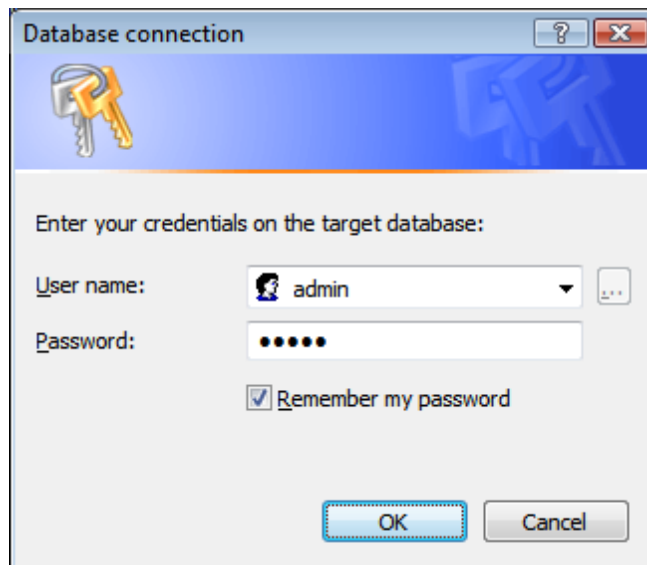 Database connection
Enter your credentials on the target database:
User name: admin ...
Password: •••••
Remember my password
OK Cancel